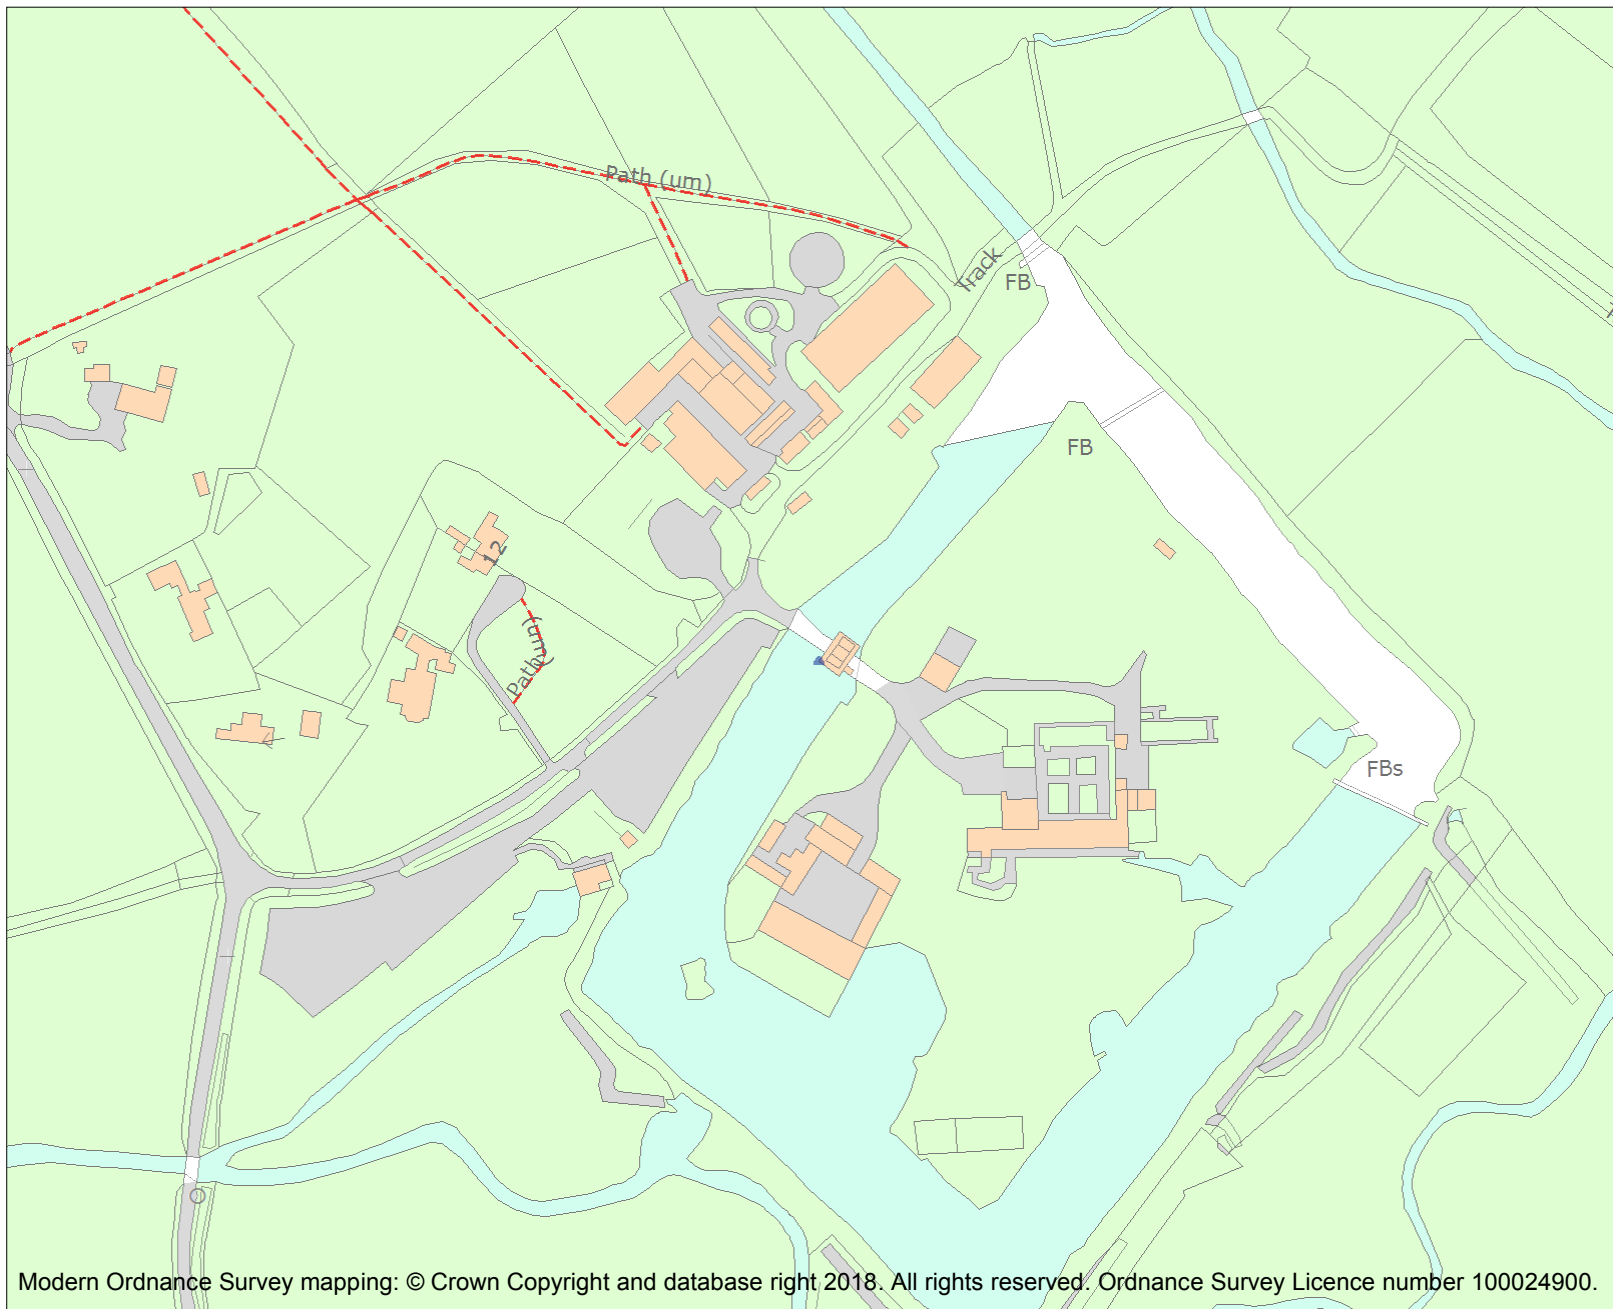 Path (um)
Track
FB
FB
12
Path (um)
FBs
Modern Ordnance Survey mapping: © Crown Copyright and database right 2018. All rights reserved. Ordnance Survey Licence number 100024900.